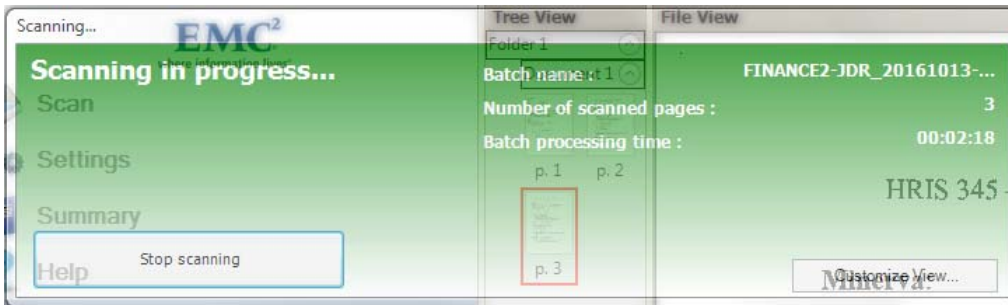 Scanning...
EMC²
where information lives
Tree View
File View
Folder 1
Document 1
Scanning in progress...
Batch name :
FINANCE2-JDR_20161013-...
Number of scanned pages :
3
Batch processing time :
00:02:18
Scan
Settings
Summary
Help
Stop scanning
p. 1
p. 2
p. 3
HRIS 345 -
Minerva.
Customize View...